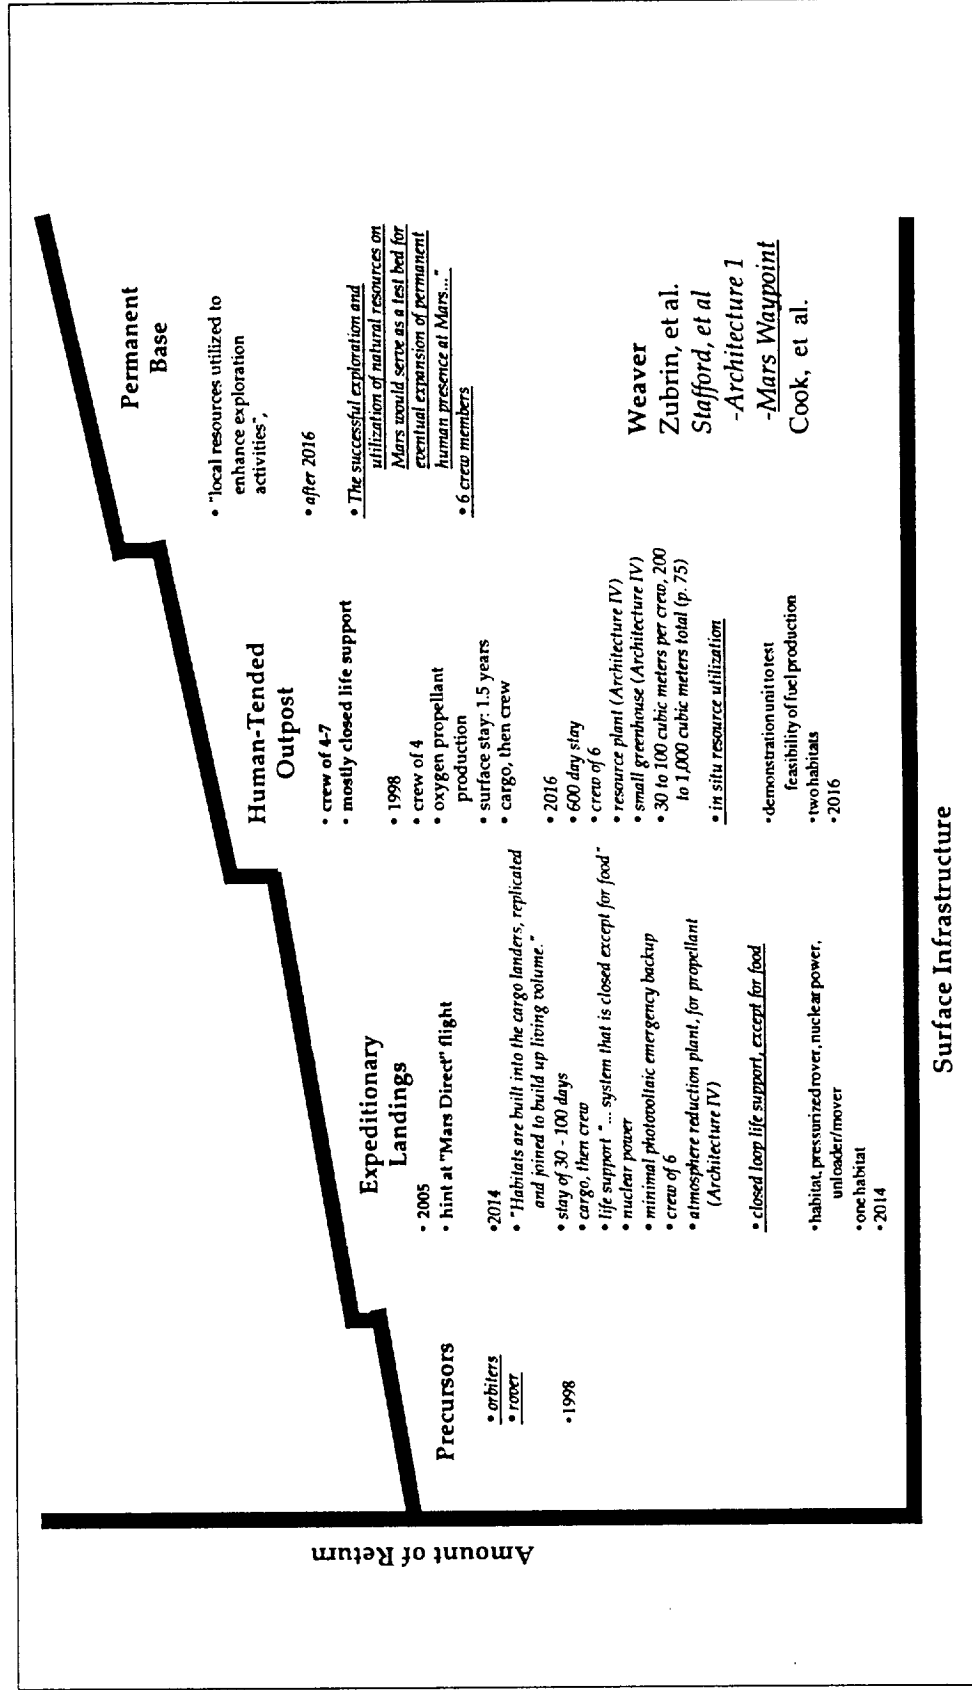 Amount of Return
Precursors
• orbiters
• rover
•1998
Expeditionary
Landings
• 2005
• hint at "Mars Direct" flight
•2014
• "Habitats are built into the cargo landers, replicated
and joined to build up living volume."
• stay of 30 - 100 days
• cargo, then crew
• life support "... system that is closed except for food"
• nuclear power
• minimal photovoltaic emergency backup
• crew of 6
• atmosphere reduction plant, for propellant
(Architecture IV)
• closed loop life support, except for food
•habitat, pressurized rover, nuclear power,
unloader/mover
•one habitat
•2014
Human-Tended
Outpost
• crew of 4-7
• mostly closed life support
• 1998
• crew of 4
• oxygen propellant
production
• surface stay: 1.5 years
• cargo, then crew
• 2016
• 600 day stay
• crew of 6
• resource plant (Architecture IV)
• small greenhouse (Architecture IV)
• 30 to 100 cubic meters per crew, 200
to 1,000 cubic meters total (p. 75)
• in situ resource utilization
•demonstration unit to test
feasibility of fuel production
•two habitats
•2016
Permanent
Base
• "local resources utilized to
enhance exploration
activities",
• after 2016
• The successful exploration and
utilization of natural resources on
Mars would serve as a test bed for
eventual expansion of permanent
human presence at Mars..."
• 6 crew members
Weaver
Zubrin, et al.
Stafford, et al
-Architecture 1
-Mars Waypoint
Cook, et al.
Surface Infrastructure